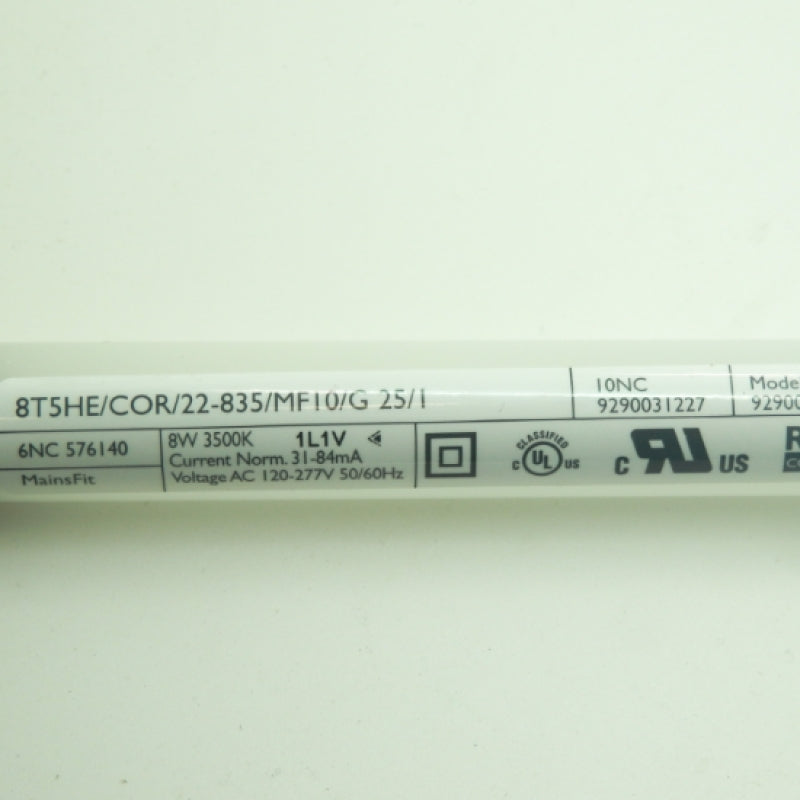 8T5HE/COR/22-835/MF10/G 25/1
10NC
9290031227
6NC 576140
MainsFit
8W 3500K 1L1V
Current Norm. 31-84mA
Voltage AC 120-277V 50/60Hz
CLASSIFIED
C UL US
C RU US